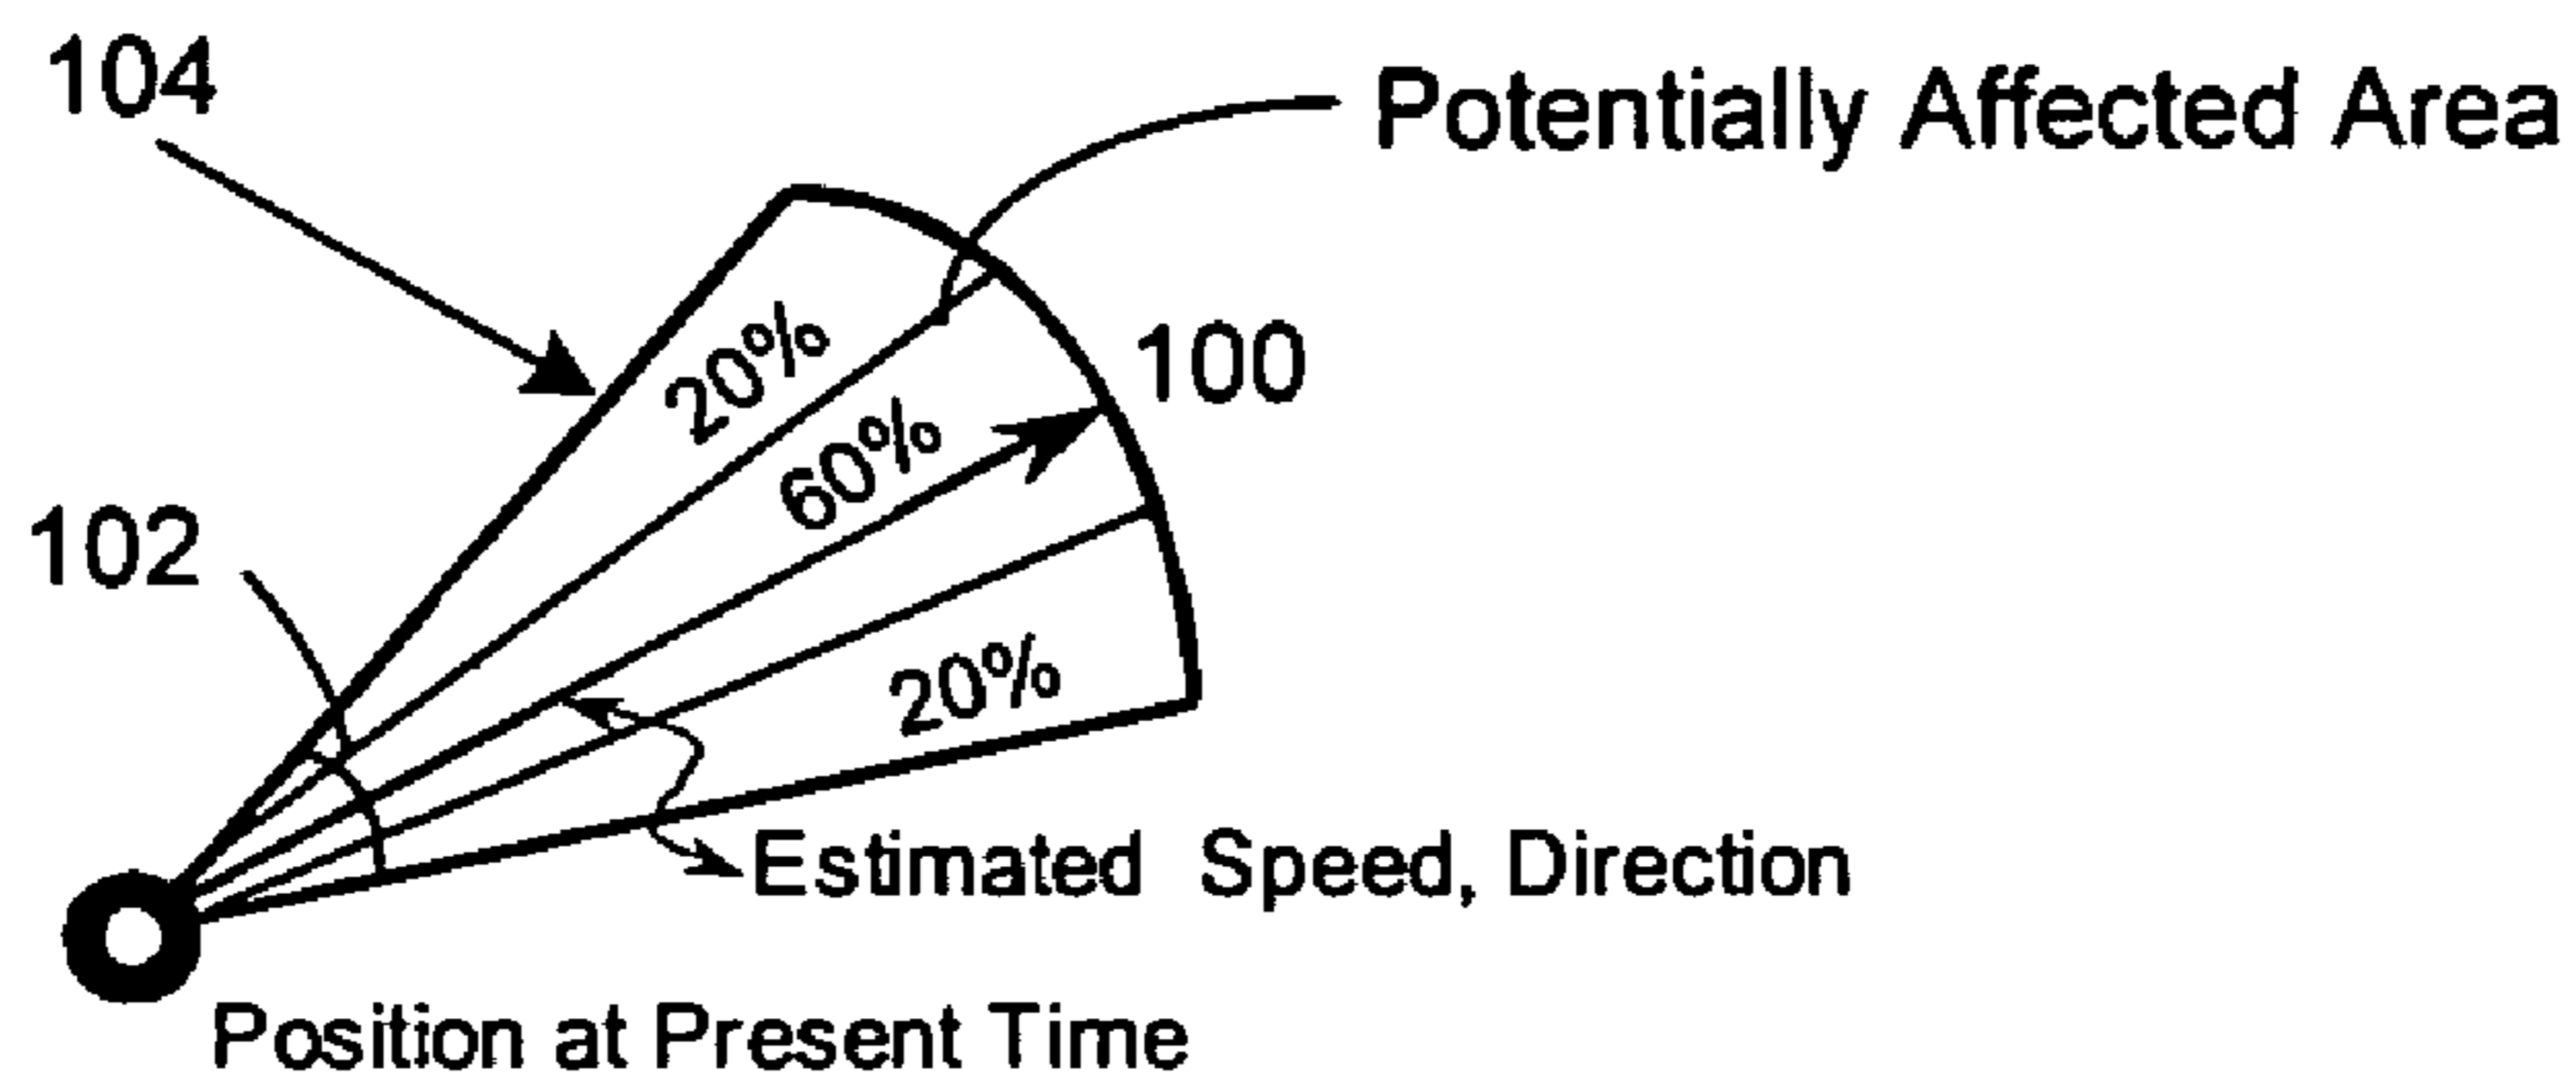 104
Potentially Affected Area
20%
100
60%
102
20%
Estimated Speed, Direction
Position at Present Time